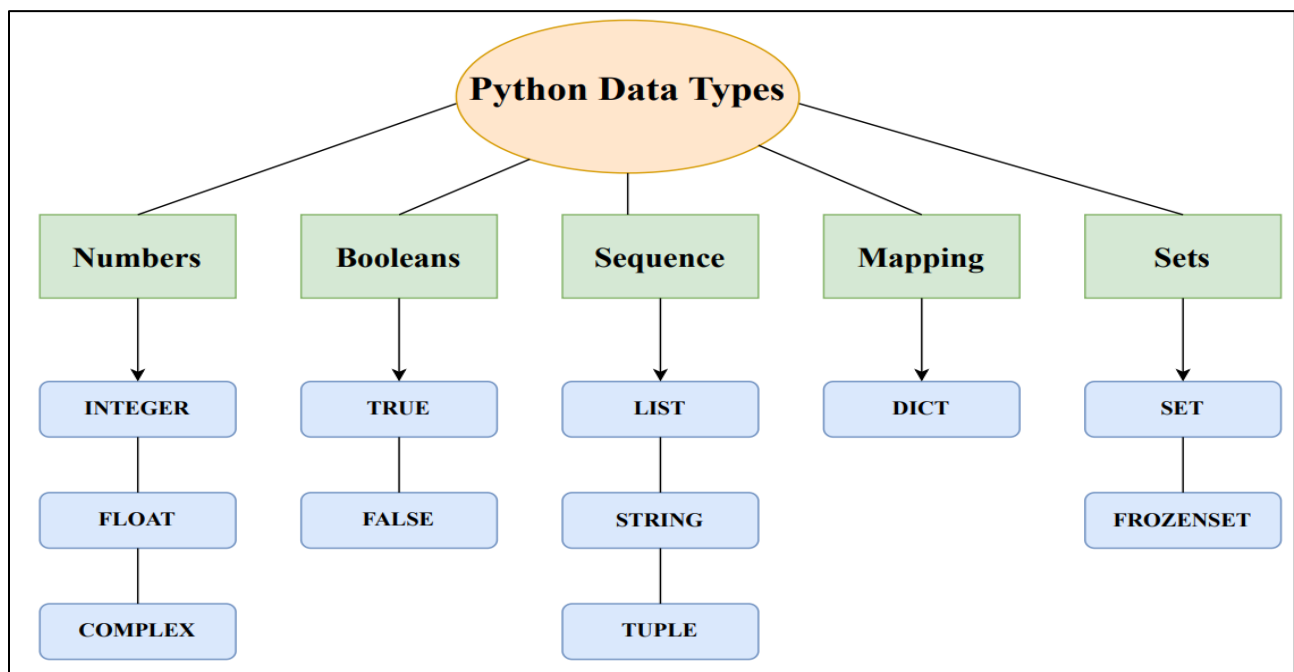 Python Data Types
Numbers
Booleans
Sequence
Mapping
Sets
INTEGER
TRUE
LIST
DICT
SET
FLOAT
FALSE
STRING
FROZENSET
COMPLEX
TUPLE